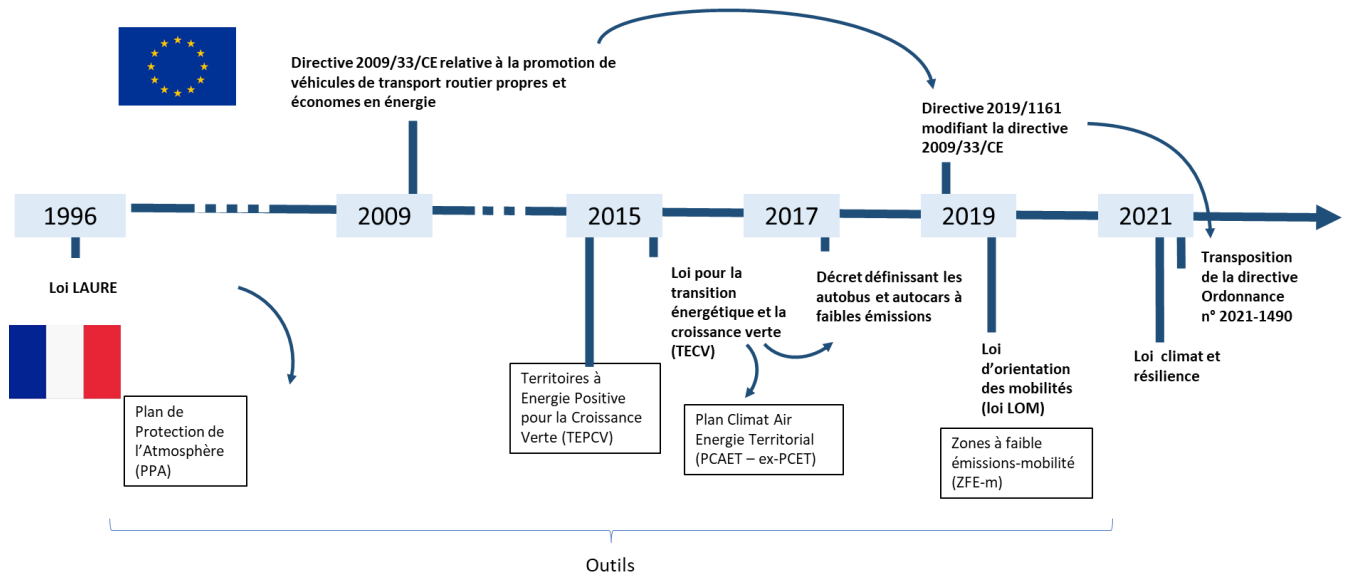 Directive 2009/33/CE relative à la promotion de
véhicules de transport routier propres et
économes en énergie
Directive 2019/1161
modifiant la directive
2009/33/CE
1996
2009
2015
2017
2019
2021
Loi LAURE
Loi pour la
transition
énergétique et la
croissance verte
(TECV)
Décret définissant les
autobus et autocars à
faibles émissions
Loi
d’orientation
des mobilités
(loi LOM)
Loi climat et
résilience
Transposition
de la directive
Ordonnance
n° 2021-1490
Plan de
Protection de
l’Atmosphère
(PPA)
Territoires à
Energie Positive
pour la Croissance
Verte (TEPCV)
Plan Climat Air
Energie Territorial
(PCAET – ex-PCET)
Zones à faible
émissions-mobilité
(ZFE-m)
Outils